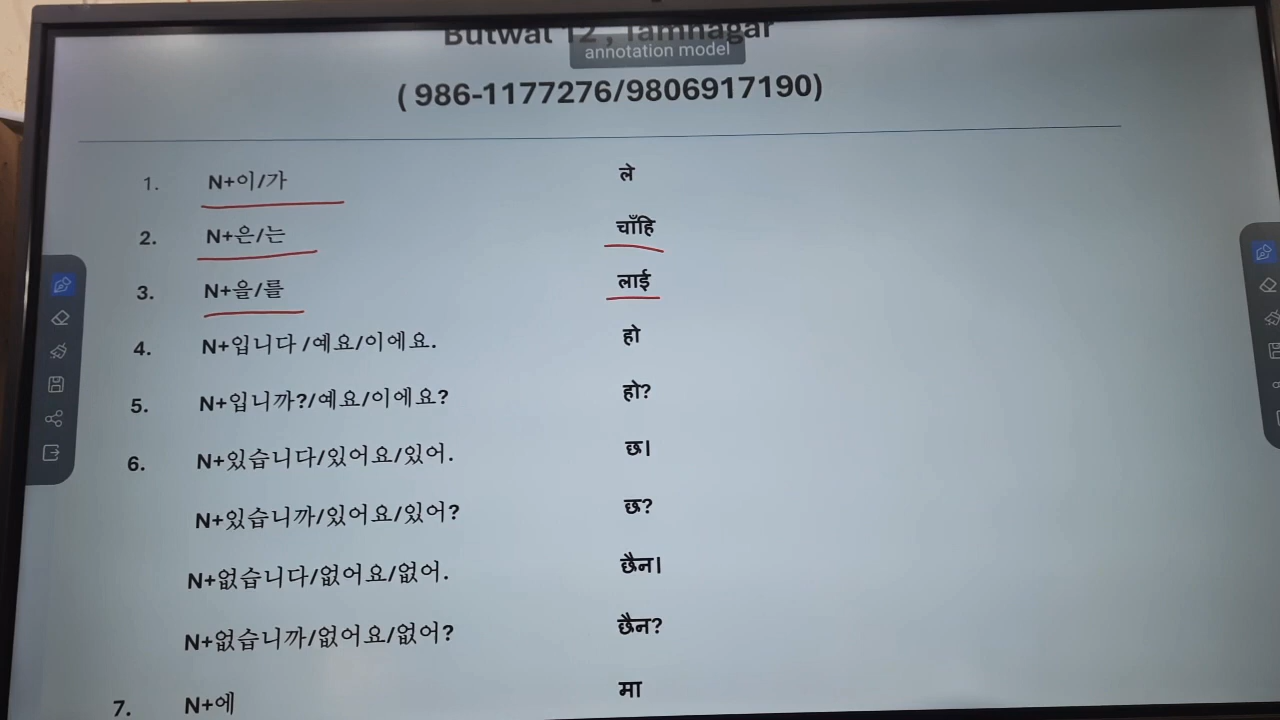 Butwal 12 , Tamnagar
annotation model
( 986-1177276/9806917190)
1. N+이/가 ले
2. N+은/는 चाँहि
3. N+을/를 लाई
4. N+입니다 /예요/이에요. हो
5. N+입니까?/예요/이에요? हो?
6. N+있습니다/있어요/있어. छ।
N+있습니까/있어요/있어? छ?
N+없습니다/없어요/없어. छैन।
N+없습니까/없어요/없어? छैन?
7. N+에 मा